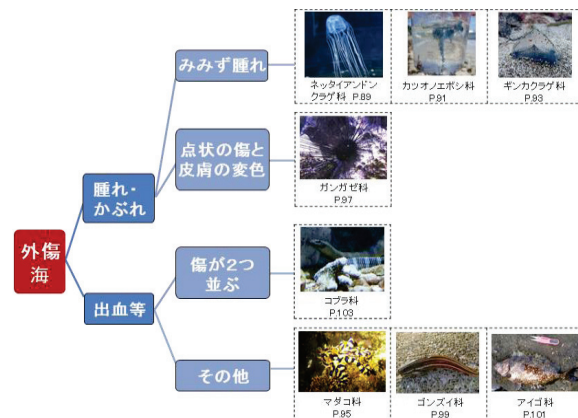 外傷
海
腫れ・
かぶれ
出血等
みみず腫れ
点状の傷と
皮膚の変色
傷が2つ
並ぶ
その他
ネッタイアンドン
クラゲ科 P.89
カツオノエボシ科
P.91
ギンカクラゲ科
P.93
ガンガゼ科
P.97
コブラ科
P.103
マダコ科
P.95
ゴンズイ科
P.99
アイゴ科
P.101